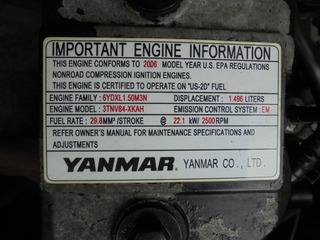 IMPORTANT ENGINE INFORMATION
THIS ENGINE CONFORMS TO 2006 MODEL YEAR U.S. EPA REGULATIONS
NONROAD COMPRESSION IGNITION ENGINES.
THIS ENGINE IS CERTIFIED TO OPERATE ON "US-2D" FUEL
ENGINE FAMILY : 6YDXL1.50M3N DISPLACEMENT : 1.496 LITERS
ENGINE MODEL : 3TNV84-XKAH EMISSION CONTROL SYSTEM : EM
FUEL RATE : 29.8MM³/STROKE @ 22.1 kW/ 2500RPM
REFER OWNER'S MANUAL FOR MAINTENANCE SPECIFICATIONS AND
ADJUSTMENTS.
YANMAR YANMAR CO., LTD.